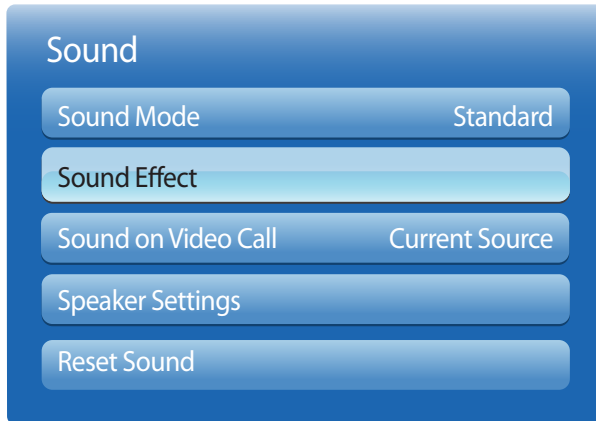 Sound
Sound Mode Standard
Sound Effect
Sound on Video Call Current Source
Speaker Settings
Reset Sound